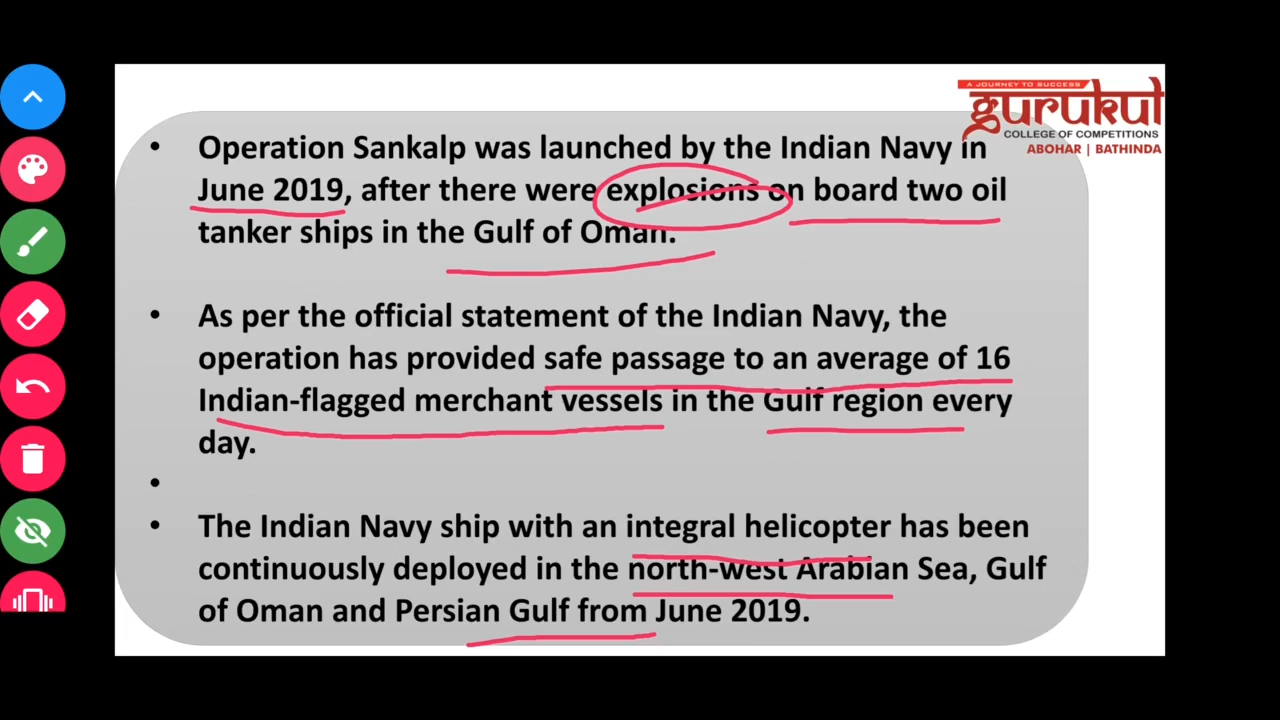 A JOURNEY TO SUCCESS
gurukul
COLLEGE OF COMPETITIONS
ABOHAR | BATHINDA
• Operation Sankalp was launched by the Indian Navy in
June 2019, after there were explosions on board two oil
tanker ships in the Gulf of Oman.
• As per the official statement of the Indian Navy, the
operation has provided safe passage to an average of 16
Indian-flagged merchant vessels in the Gulf region every
day.
•
• The Indian Navy ship with an integral helicopter has been
continuously deployed in the north-west Arabian Sea, Gulf
of Oman and Persian Gulf from June 2019.